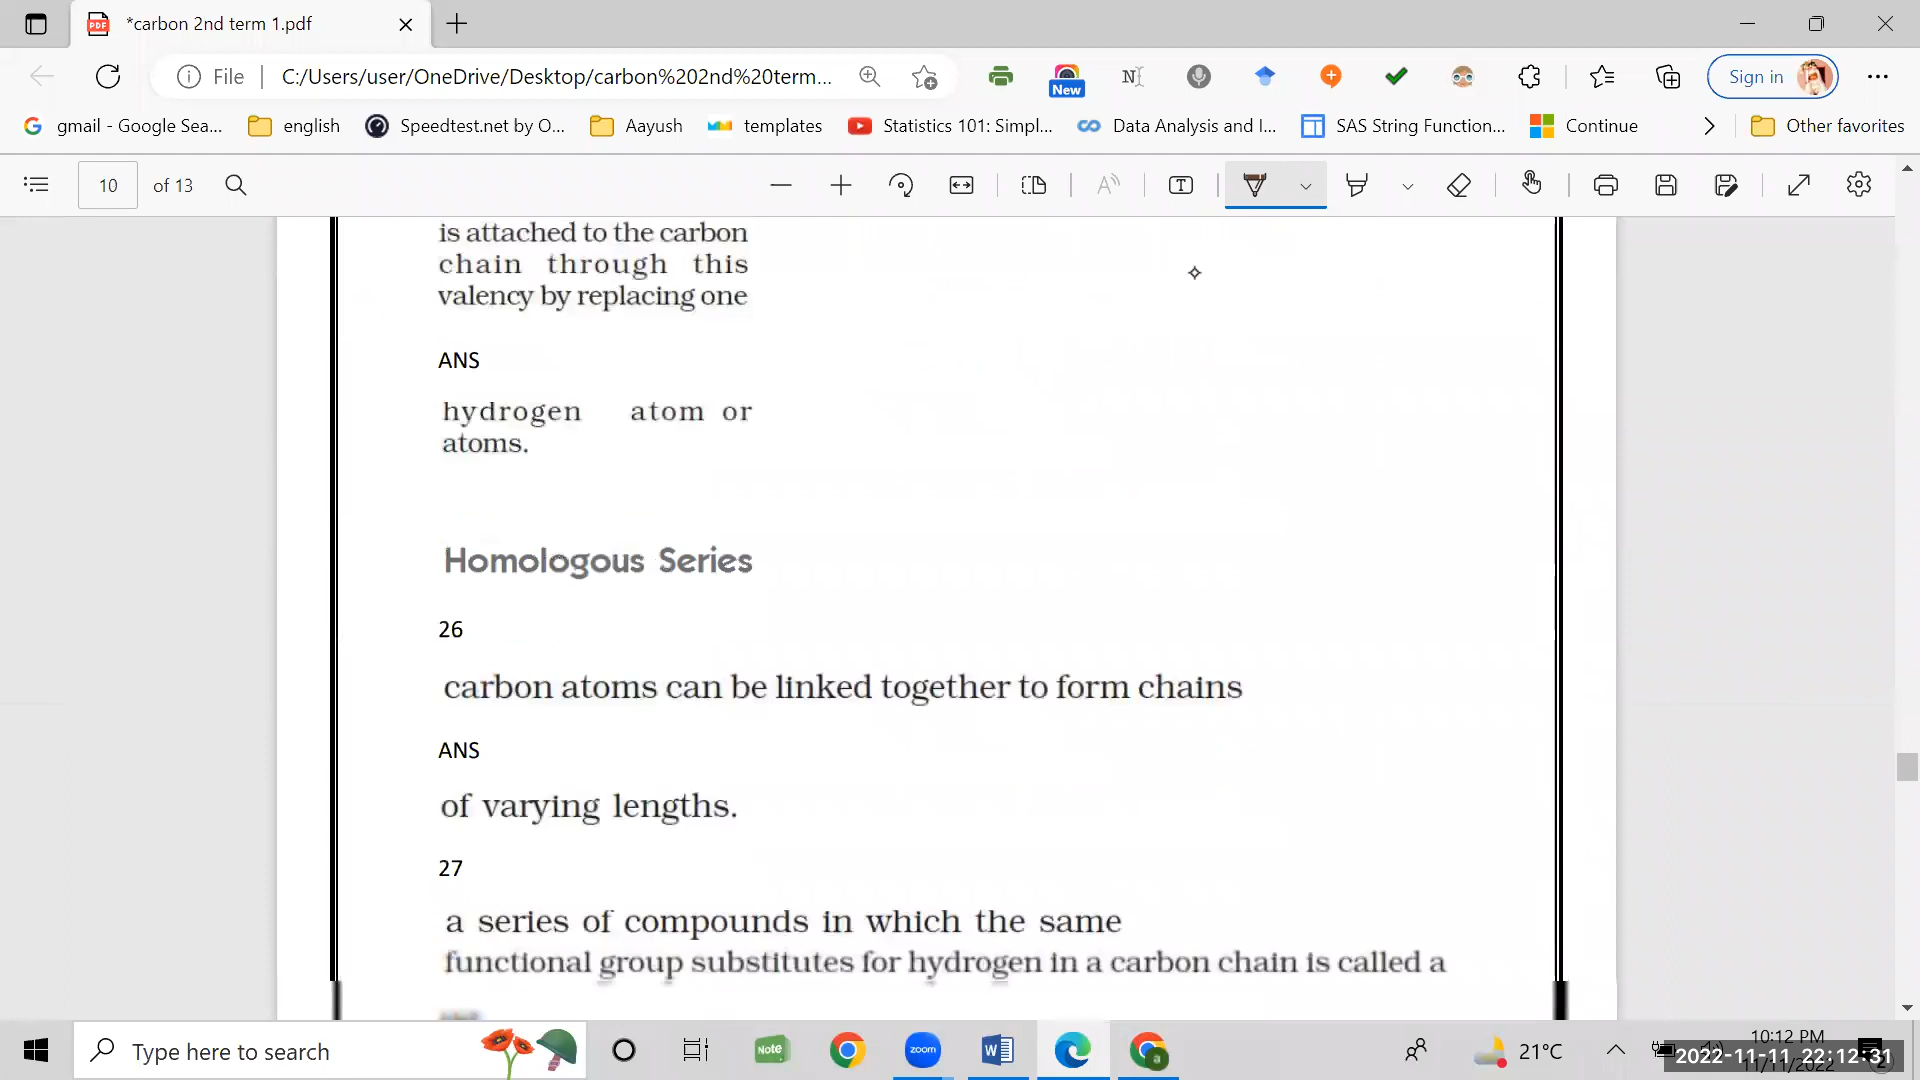 *carbon 2nd term 1.pdf
File
C:/Users/user/OneDrive/Desktop/carbon%202nd%20term...
New
Sign in
gmail - Google Sea...
english
Speedtest.net by O...
Aayush
templates
Statistics 101: Simpl...
Data Analysis and I...
SAS String Function...
Continue
Other favorites
10 of 13
is attached to the carbon
chain through this
valency by replacing one
ANS
hydrogen atom or
atoms.
Homologous Series
26
carbon atoms can be linked together to form chains
ANS
of varying lengths.
27
a series of compounds in which the same
functional group substitutes for hydrogen in a carbon chain is called a
Type here to search
Note
zoom
21°C
10:12 PM
11/11/2022
2022-11-11 22:12:31